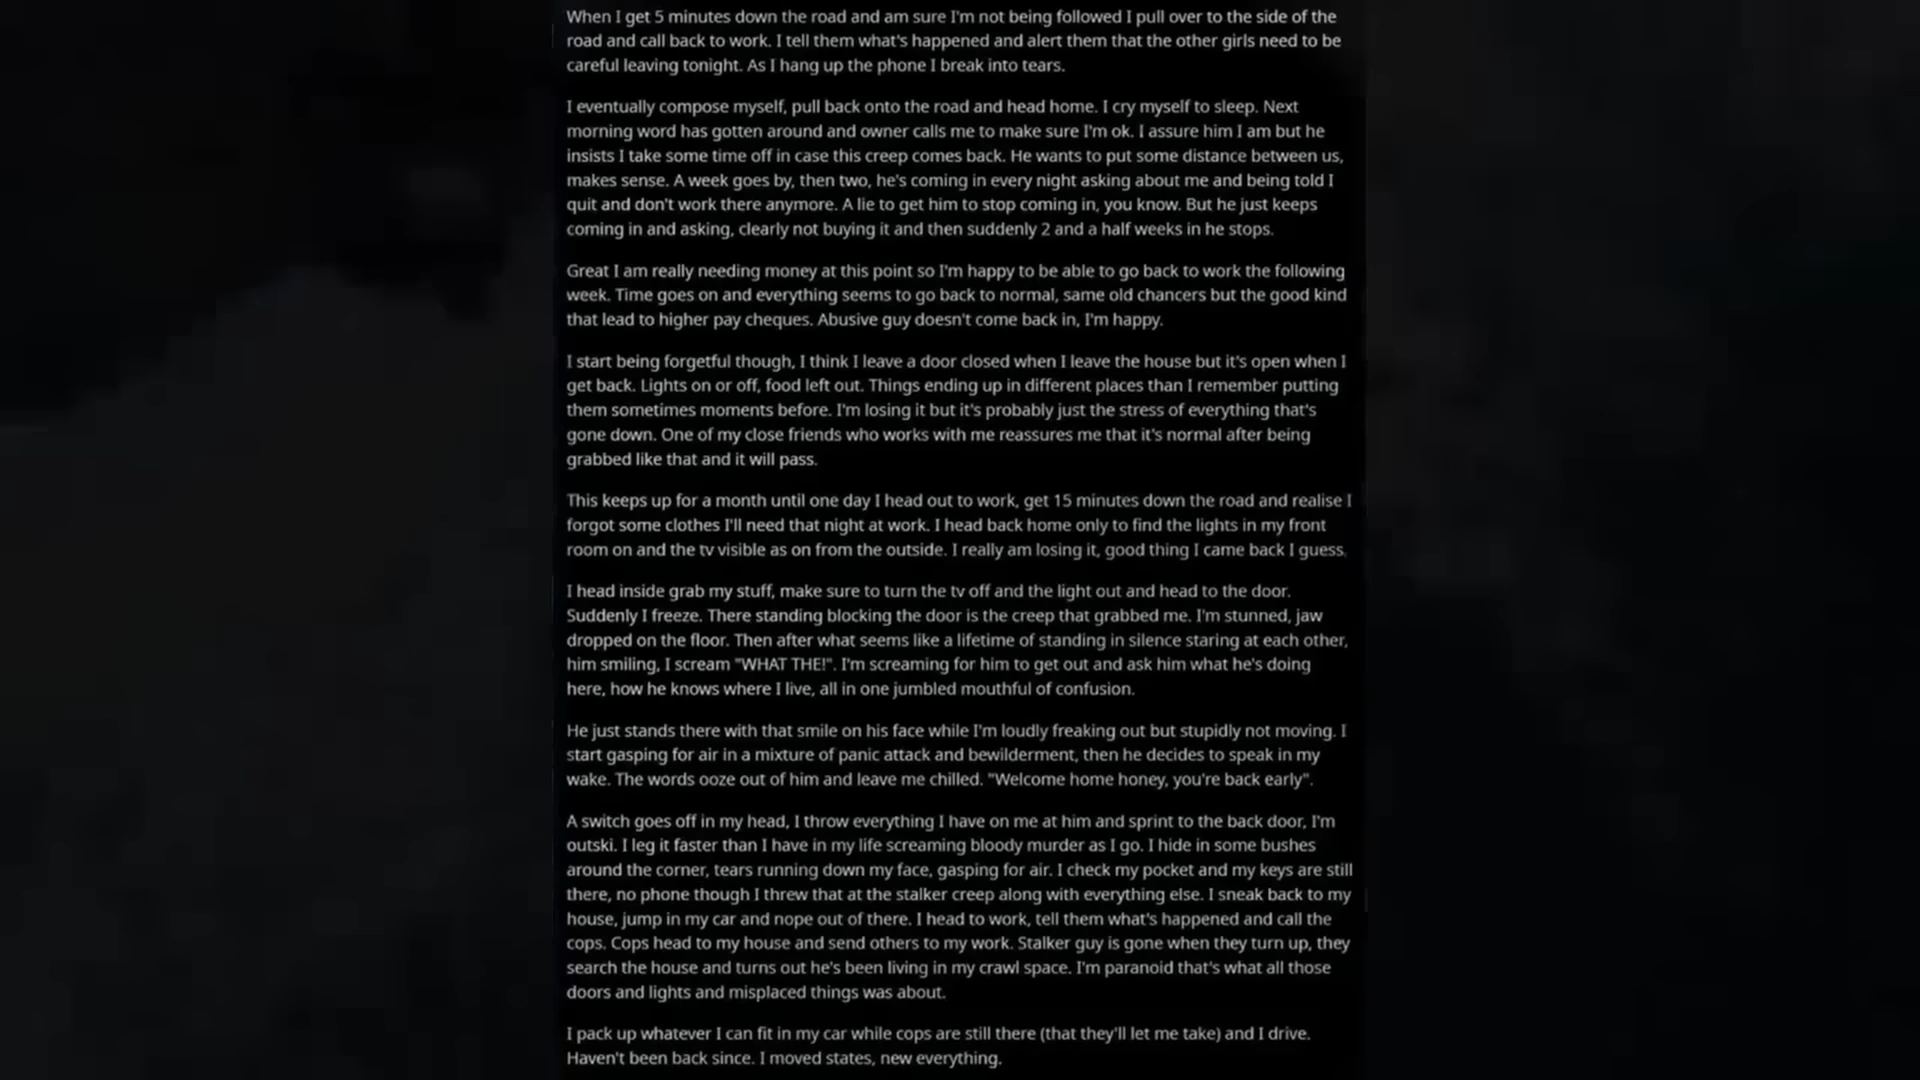 When I get 5 minutes down the road and am sure I'm not being followed I pull over to the side of the
road and call back to work. I tell them what's happened and alert them that the other girls need to be
careful leaving tonight. As I hang up the phone I break into tears.
I eventually compose myself, pull back onto the road and head home. I cry myself to sleep. Next
morning word has gotten around and owner calls me to make sure I'm ok. I assure him I am but he
insists I take some time off in case this creep comes back. He wants to put some distance between us,
makes sense. A week goes by, then two, he's coming in every night asking about me and being told I
quit and don't work there anymore. A lie to get him to stop coming in, you know. But he just keeps
coming in and asking, clearly not buying it and then suddenly 2 and a half weeks in he stops.
Great I am really needing money at this point so I'm happy to be able to go back to work the following
week. Time goes on and everything seems to go back to normal, same old chancers but the good kind
that lead to higher pay cheques. Abusive guy doesn't come back in, I'm happy.
I start being forgetful though, I think I leave a door closed when I leave the house but it's open when I
get back. Lights on or off, food left out. Things ending up in different places than I remember putting
them sometimes moments before. I'm losing it but it's probably just the stress of everything that's
gone down. One of my close friends who works with me reassures me that it's normal after being
grabbed like that and it will pass.
This keeps up for a month until one day I head out to work, get 15 minutes down the road and realise I
forgot some clothes I'll need that night at work. I head back home only to find the lights in my front
room on and the tv visible as on from the outside. I really am losing it, good thing I came back I guess.
I head inside grab my stuff, make sure to turn the tv off and the light out and head to the door.
Suddenly I freeze. There standing blocking the door is the creep that grabbed me. I'm stunned, jaw
dropped on the floor. Then after what seems like a lifetime of standing in silence staring at each other,
him smiling, I scream "WHAT THE!". I'm screaming for him to get out and ask him what he's doing
here, how he knows where I live, all in one jumbled mouthful of confusion.
He just stands there with that smile on his face while I'm loudly freaking out but stupidly not moving. I
start gasping for air in a mixture of panic attack and bewilderment, then he decides to speak in my
wake. The words ooze out of him and leave me chilled. "Welcome home honey, you're back early".
A switch goes off in my head, I throw everything I have on me at him and sprint to the back door, I'm
outski. I leg it faster than I have in my life screaming bloody murder as I go. I hide in some bushes
around the corner, tears running down my face, gasping for air. I check my pocket and my keys are still
there, no phone though I threw that at the stalker creep along with everything else. I sneak back to my
house, jump in my car and nope out of there. I head to work, tell them what's happened and call the
cops. Cops head to my house and send others to my work. Stalker guy is gone when they turn up, they
search the house and turns out he's been living in my crawl space. I'm paranoid that's what all those
doors and lights and misplaced things was about.
I pack up whatever I can fit in my car while cops are still there (that they'll let me take) and I drive.
Haven't been back since. I moved states, new everything.